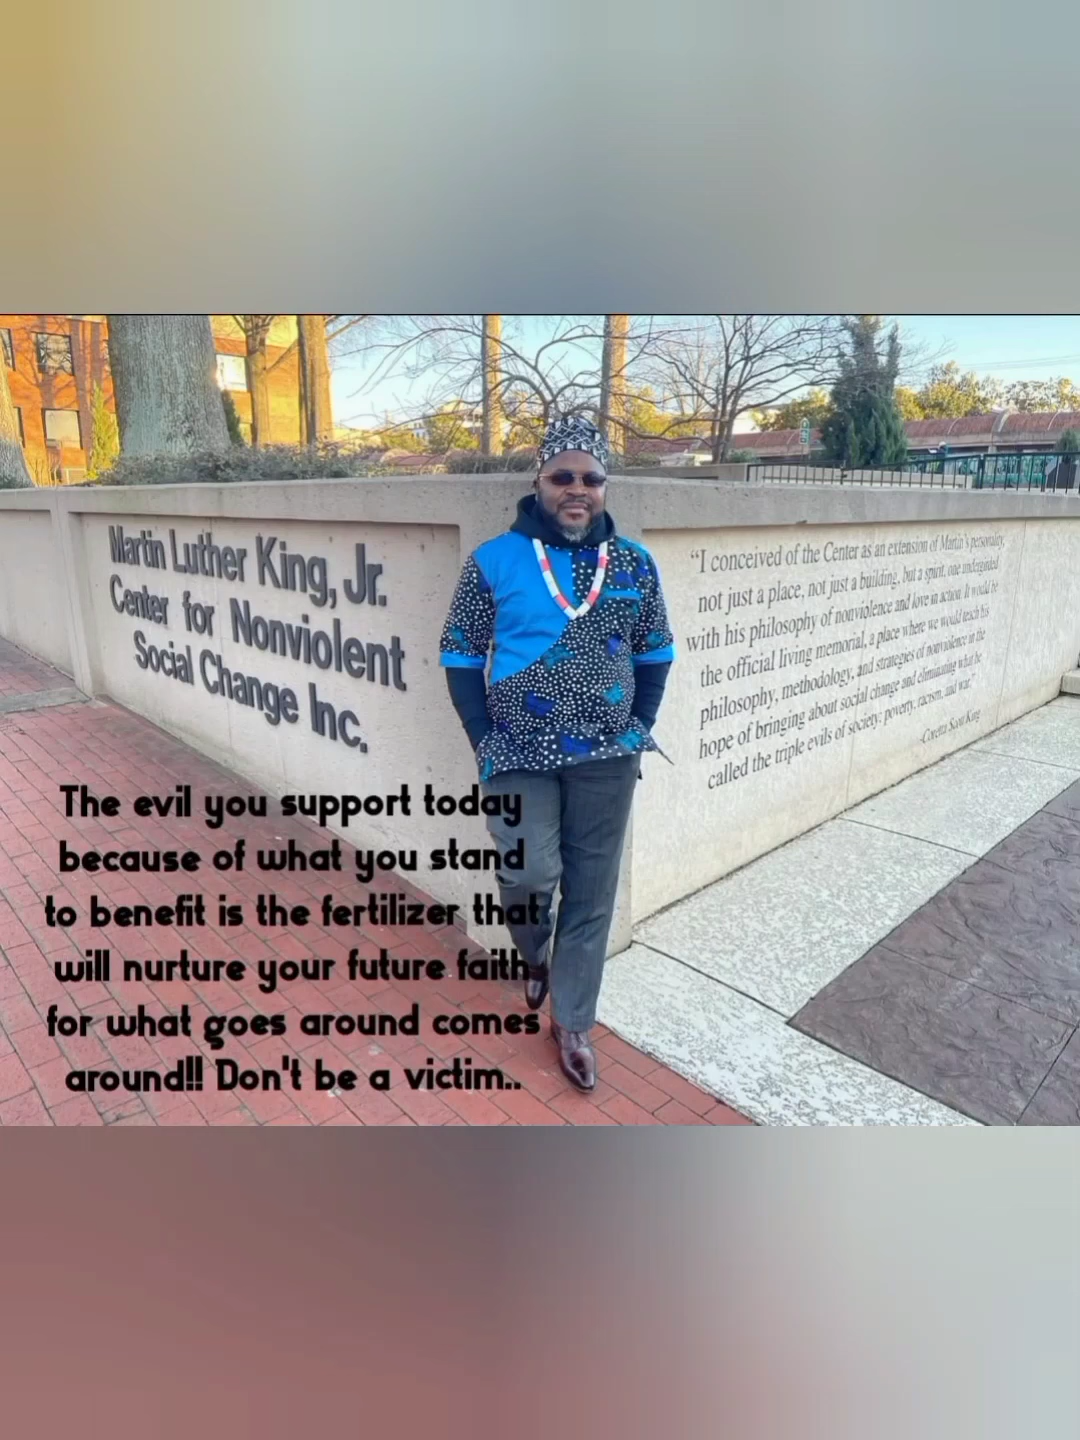 Martin Luther King, Jr.
Center for Nonviolent
Social Change Inc.
“I conceived of the Center as an extension of Martin's personality,
not just a place, not just a building, but a spirit, one undergirded
with his philosophy of nonviolence and love in action. It would be
the official living memorial, a place where we would teach his
philosophy, methodology, and strategies of nonviolence in the
hope of bringing about social change and eliminating what he
called the triple evils of society: poverty, racism, and war.”
-Coretta Scott King
The evil you support today
because of what you stand
to benefit is the fertilizer that
will nurture your future faith
for what goes around comes
around!! Don't be a victim..